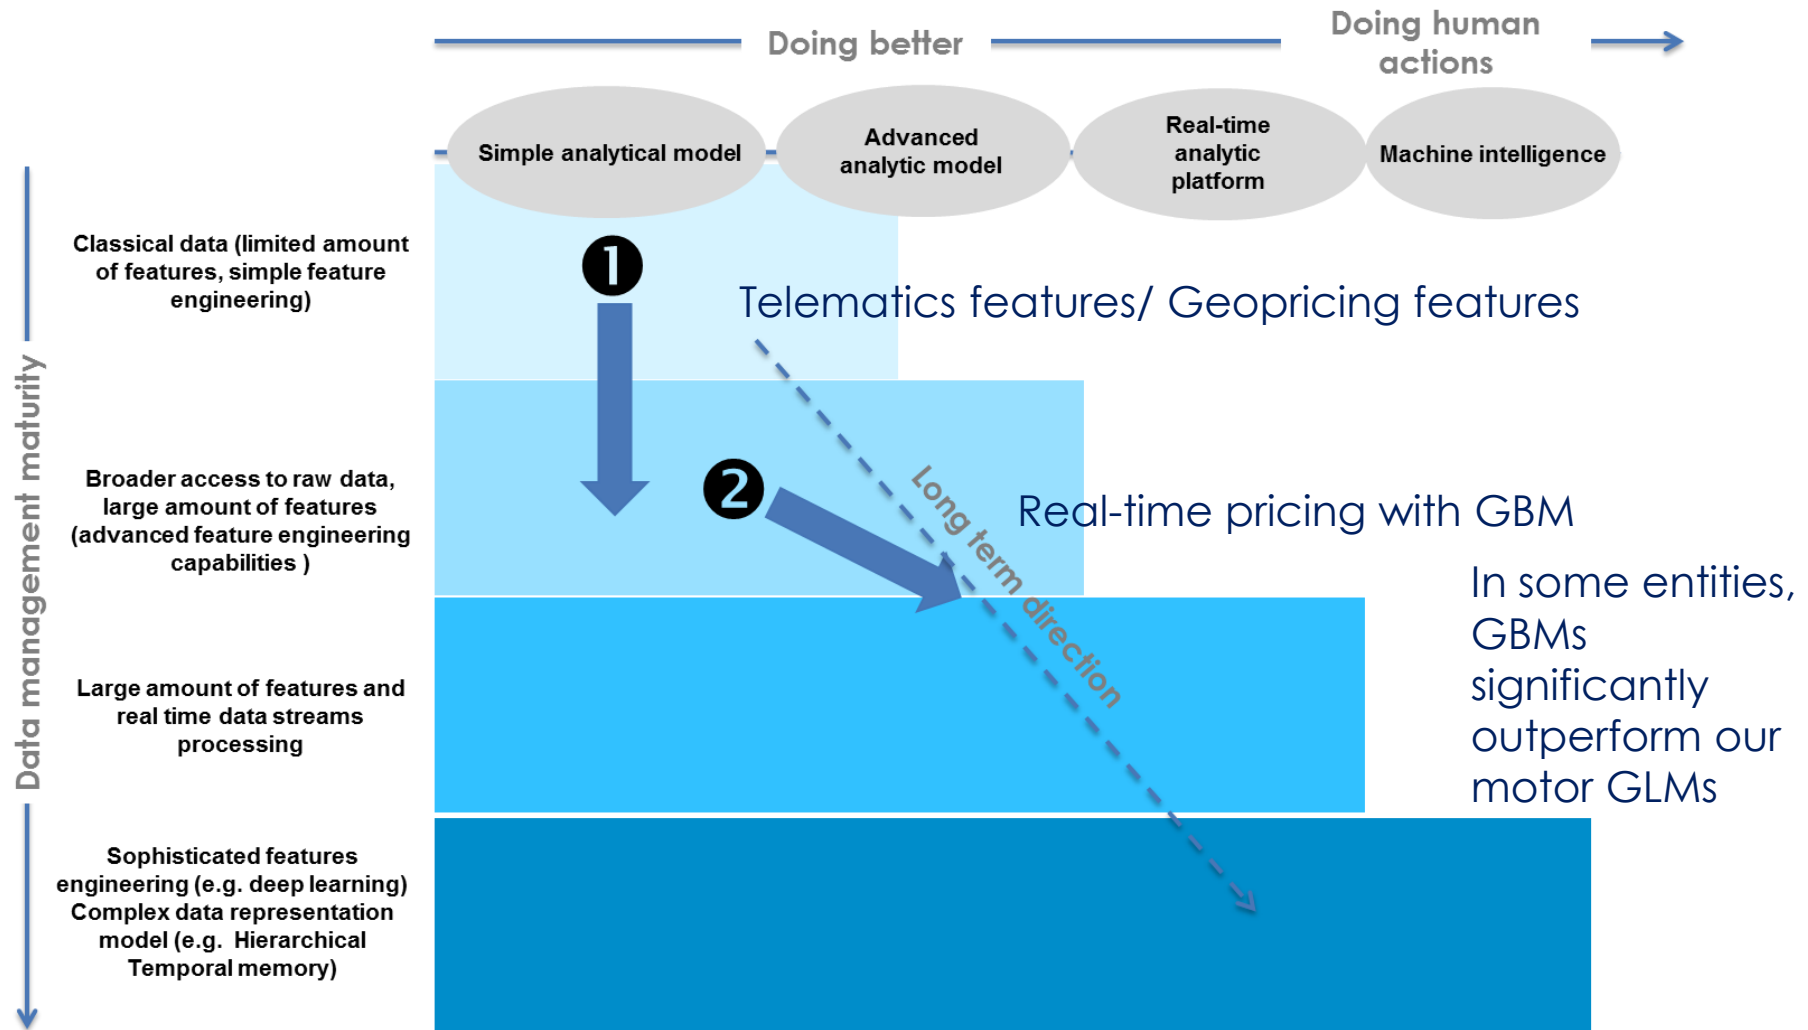 Doing better
Doing human
actions
Simple analytical model
Advanced
analytic model
Real-time
analytic
platform
Machine intelligence
Data management maturity
Classical data (limited amount
of features, simple feature
engineering)
❶
Telematics features/ Geopricing features
Broader access to raw data,
large amount of features
(advanced feature engineering
capabilities )
❷
Long term direction
Real-time pricing with GBM
In some entities,
GBMs
significantly
outperform our
motor GLMs
Large amount of features and
real time data streams
processing
Sophisticated features
engineering (e.g. deep learning)
Complex data representation
model (e.g. Hierarchical
Temporal memory)